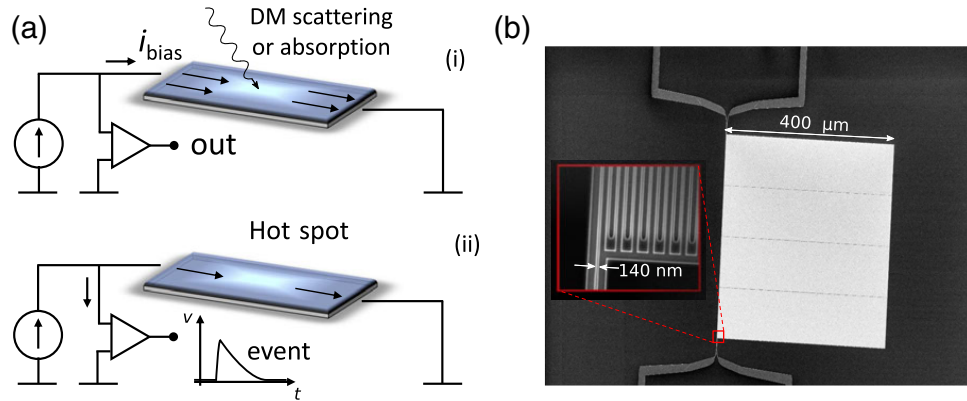 (a)
DM scattering
or absorption
i_bias
(i)
out
Hot spot
(ii)
v
event
t
(b)
400 µm
140 nm